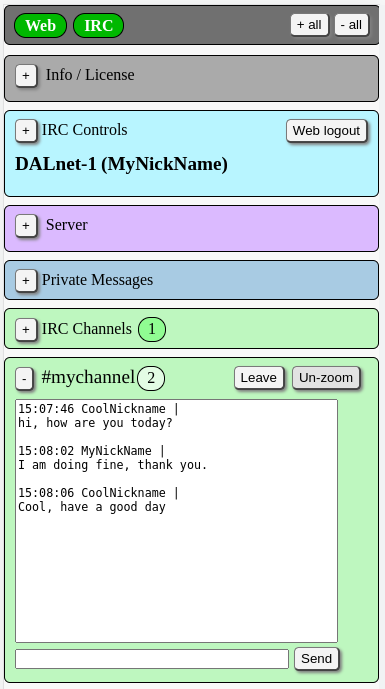 Web IRC + all - all
+ Info / License
+ IRC Controls Web logout
DALnet-1 (MyNickName)
+ Server
+ Private Messages
+ IRC Channels 1
- #mychannel 2 Leave Un-zoom
15:07:46 CoolNickname |
hi, how are you today?
15:08:02 MyNickName |
I am doing fine, thank you.
15:08:06 CoolNickname |
Cool, have a good day
Send